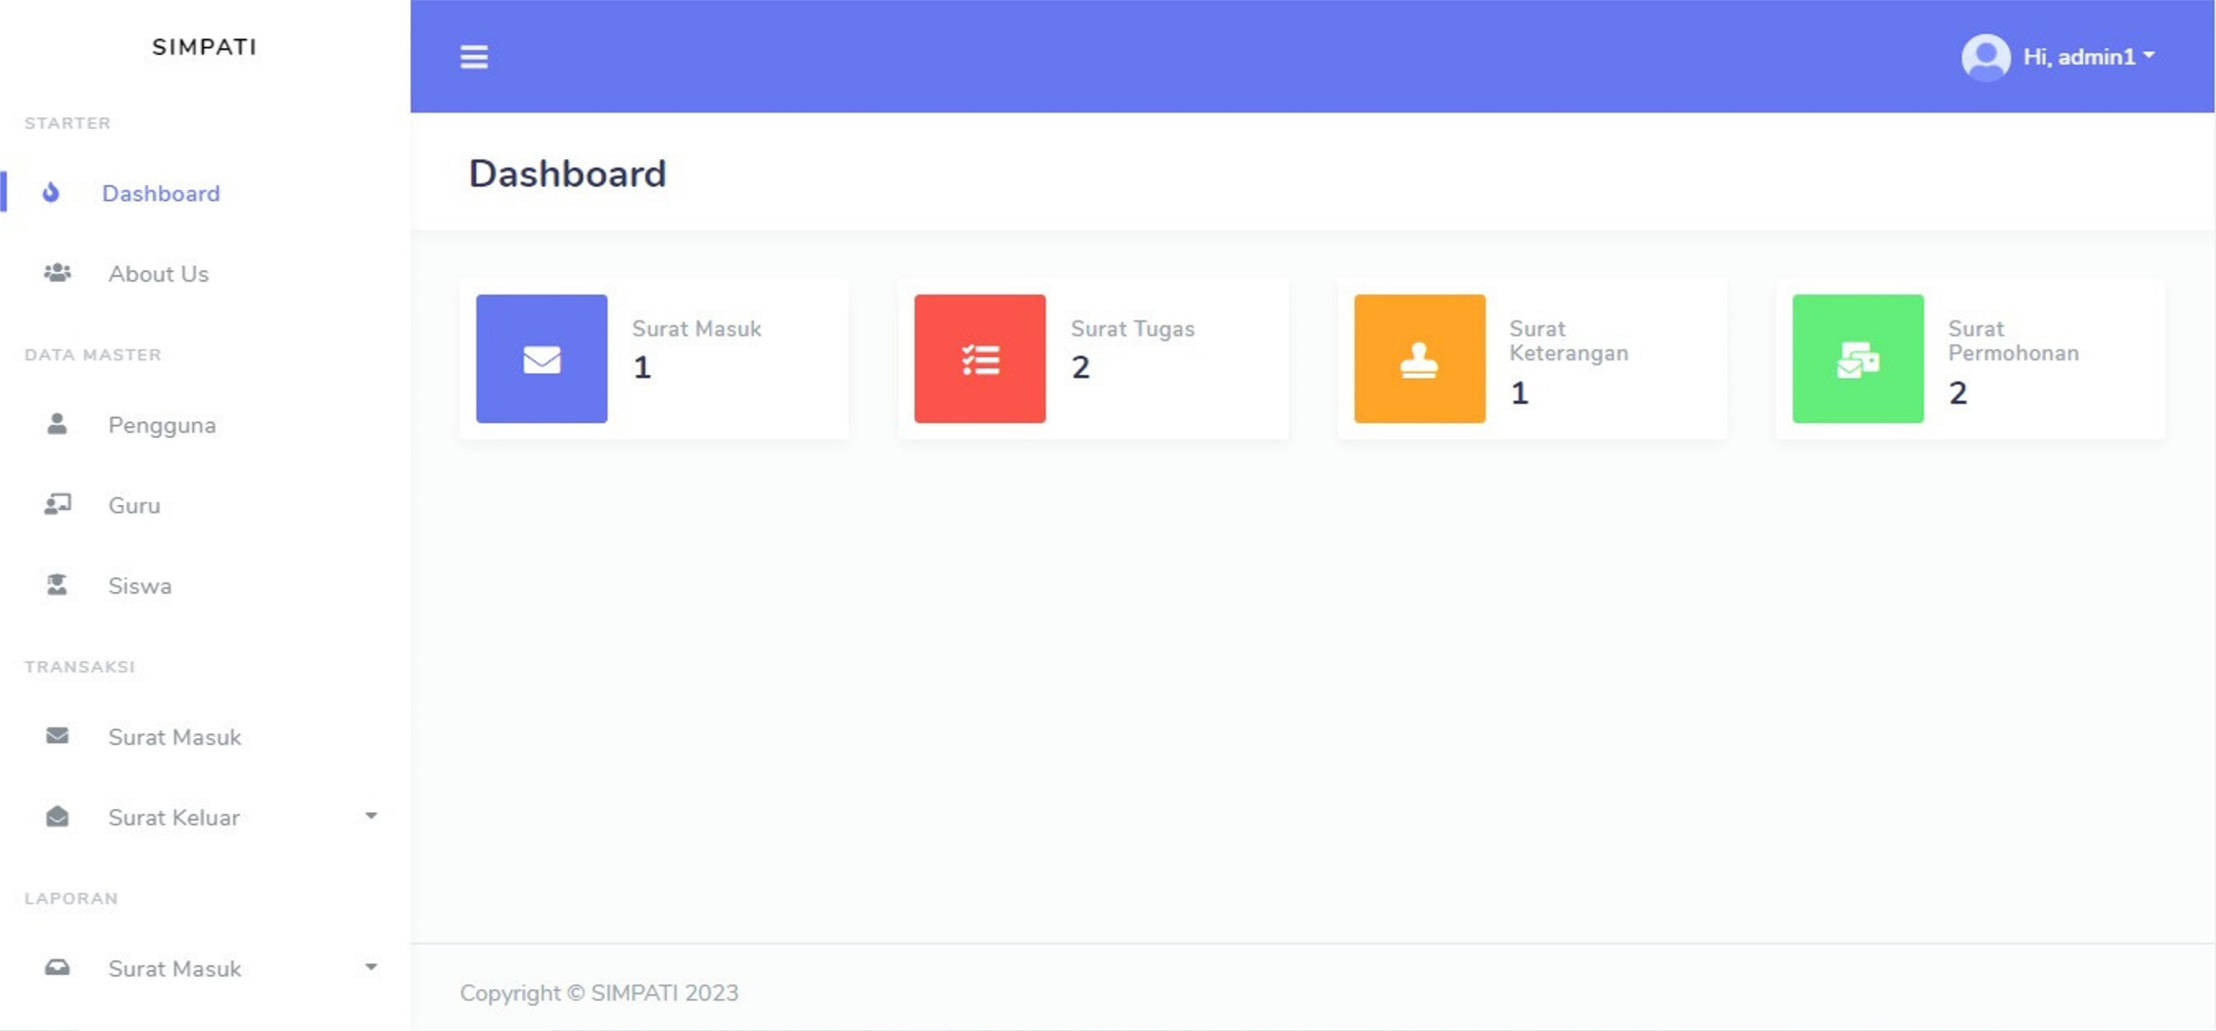 SIMPATI
STARTER
Dashboard
About Us
DATA MASTER
Pengguna
Guru
Siswa
TRANSAKSI
Surat Masuk
Surat Keluar
LAPORAN
Surat Masuk
Hi, admin1
Dashboard
Surat Masuk
1
Surat Tugas
2
Surat
Keterangan
1
Surat
Permohonan
2
Copyright © SIMPATI 2023